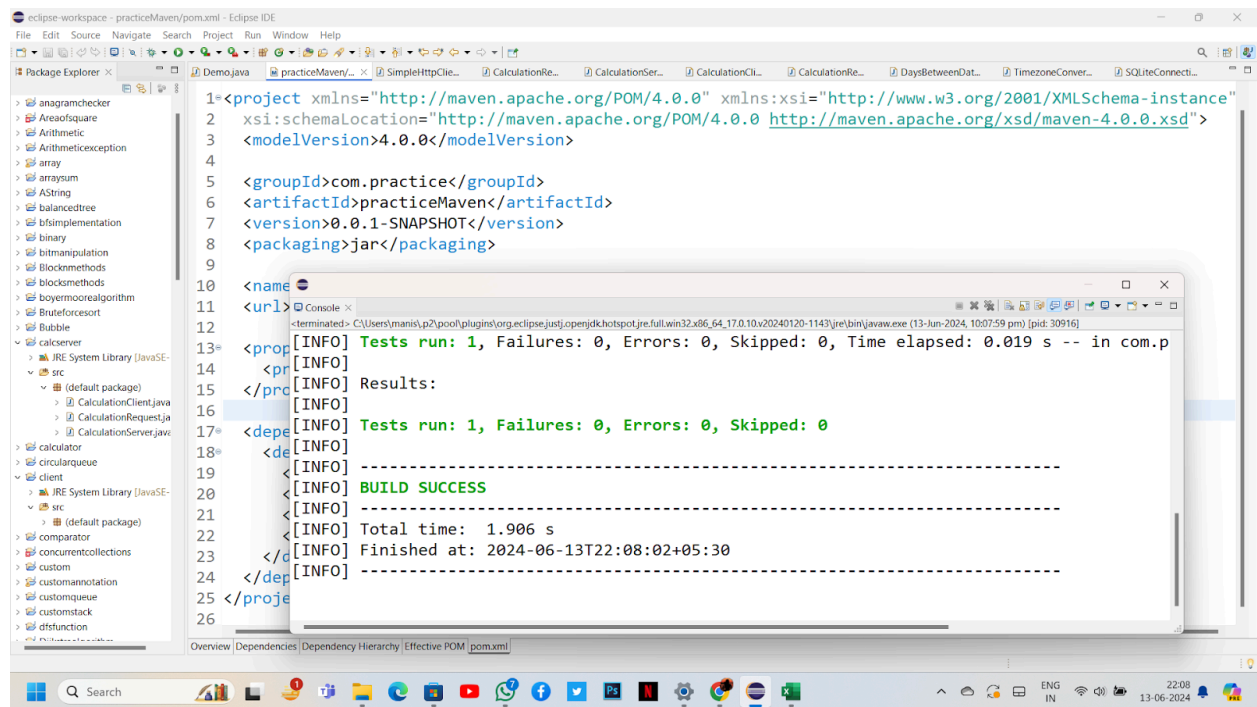 eclipse-workspace - practiceMaven/pom.xml - Eclipse IDE
File Edit Source Navigate Search Project Run Window Help
Package Explorer
Demo.java practiceMaven/... SimpleHttpClie... CalculationRe... CalculationSer... CalculationCli... CalculationRe... DaysBetweenDat... TimezoneConver... SQLiteConnecti...
anagramchecker
Areaofsquare
Arithmetic
Arithmeticexception
array
arraysum
AString
balancedtree
bfsimplementation
binary
bitmanipulation
Blocknmethods
blocksmethods
boyermoorealgorithm
Bruteforcesort
Bubble
calcserver
JRE System Library [JavaSE-
src
(default package)
CalculationClient.java
CalculationRequest.ja
CalculationServer.java
calculator
circularqueue
client
JRE System Library [JavaSE-
src
(default package)
comparator
concurrentcollections
custom
customannotation
customqueue
customstack
dfsfunction
1 <project xmlns="http://maven.apache.org/POM/4.0.0" xmlns:xsi="http://www.w3.org/2001/XMLSchema-instance"
2 xsi:schemaLocation="http://maven.apache.org/POM/4.0.0 http://maven.apache.org/xsd/maven-4.0.0.xsd">
3 <modelVersion>4.0.0</modelVersion>
4
5 <groupId>com.practice</groupId>
6 <artifactId>practiceMaven</artifactId>
7 <version>0.0.1-SNAPSHOT</version>
8 <packaging>jar</packaging>
9
10 <name
11 <url>
12
13 <prop
14 <pr
15 </pro
16
17 <depe
18 <de
19 <
20 <
21 <
22 <
23 </d
24 </dep
25 </proje
26
Console
<terminated> C:\Users\manis\.p2\pool\plugins\org.eclipse.justj.openjdk.hotspot.jre.full.win32.x86_64_17.0.10.v20240120-1143\jre\bin\javaw.exe (13-Jun-2024, 10:07:59 pm) [pid: 30916]
[INFO] Tests run: 1, Failures: 0, Errors: 0, Skipped: 0, Time elapsed: 0.019 s -- in com.p
[INFO]
[INFO] Results:
[INFO]
[INFO] Tests run: 1, Failures: 0, Errors: 0, Skipped: 0
[INFO]
[INFO] ------------------------------------------------------------------------
[INFO] BUILD SUCCESS
[INFO] ------------------------------------------------------------------------
[INFO] Total time:  1.906 s
[INFO] Finished at: 2024-06-13T22:08:02+05:30
[INFO] ------------------------------------------------------------------------
Overview Dependencies Dependency Hierarchy Effective POM pom.xml
Search
1
7
Ps
N
ENG
IN
22:08
13-06-2024
PRE